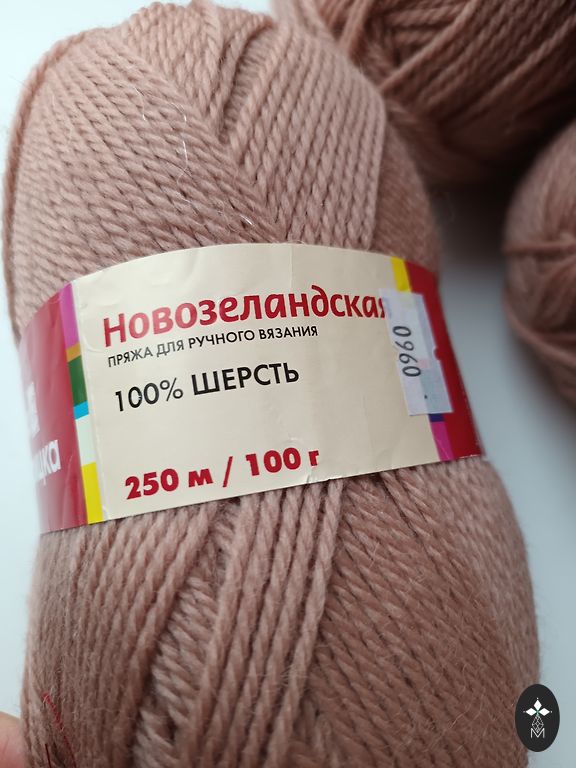 Новозеландская
ПРЯЖА ДЛЯ РУЧНОГО ВЯЗАНИЯ
100% ШЕРСТЬ
250 м / 100 г
0960
M